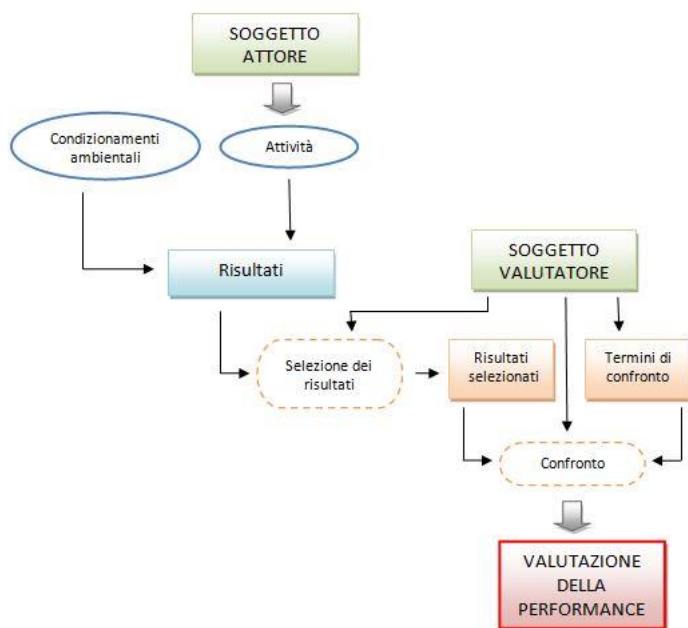 SOGGETTO
ATTORE
Condizionamenti
ambientali
Attività
Risultati
SOGGETTO
VALUTATORE
Selezione dei
risultati
Risultati
selezionati
Termini di
confronto
Confronto
VALUTAZIONE
DELLA
PERFORMANCE